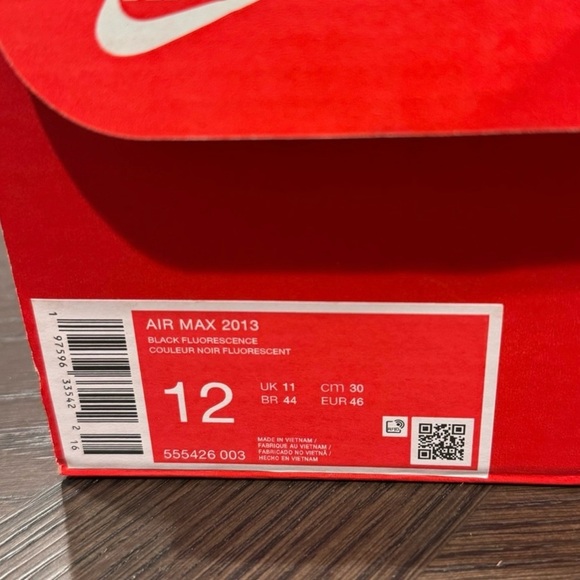 AIR MAX 2013
BLACK FLUORESCENCE
COULEUR NOIR FLUORESCENT
12
UK 11 cm 30
BR 44 EUR 46
555426 003
MADE IN VIETNAM /
FABRIQUE AU VIETNAM /
FABRICADO NO VIETNÃ /
HECHO EN VIETNAM
1 97596 33542 2 16